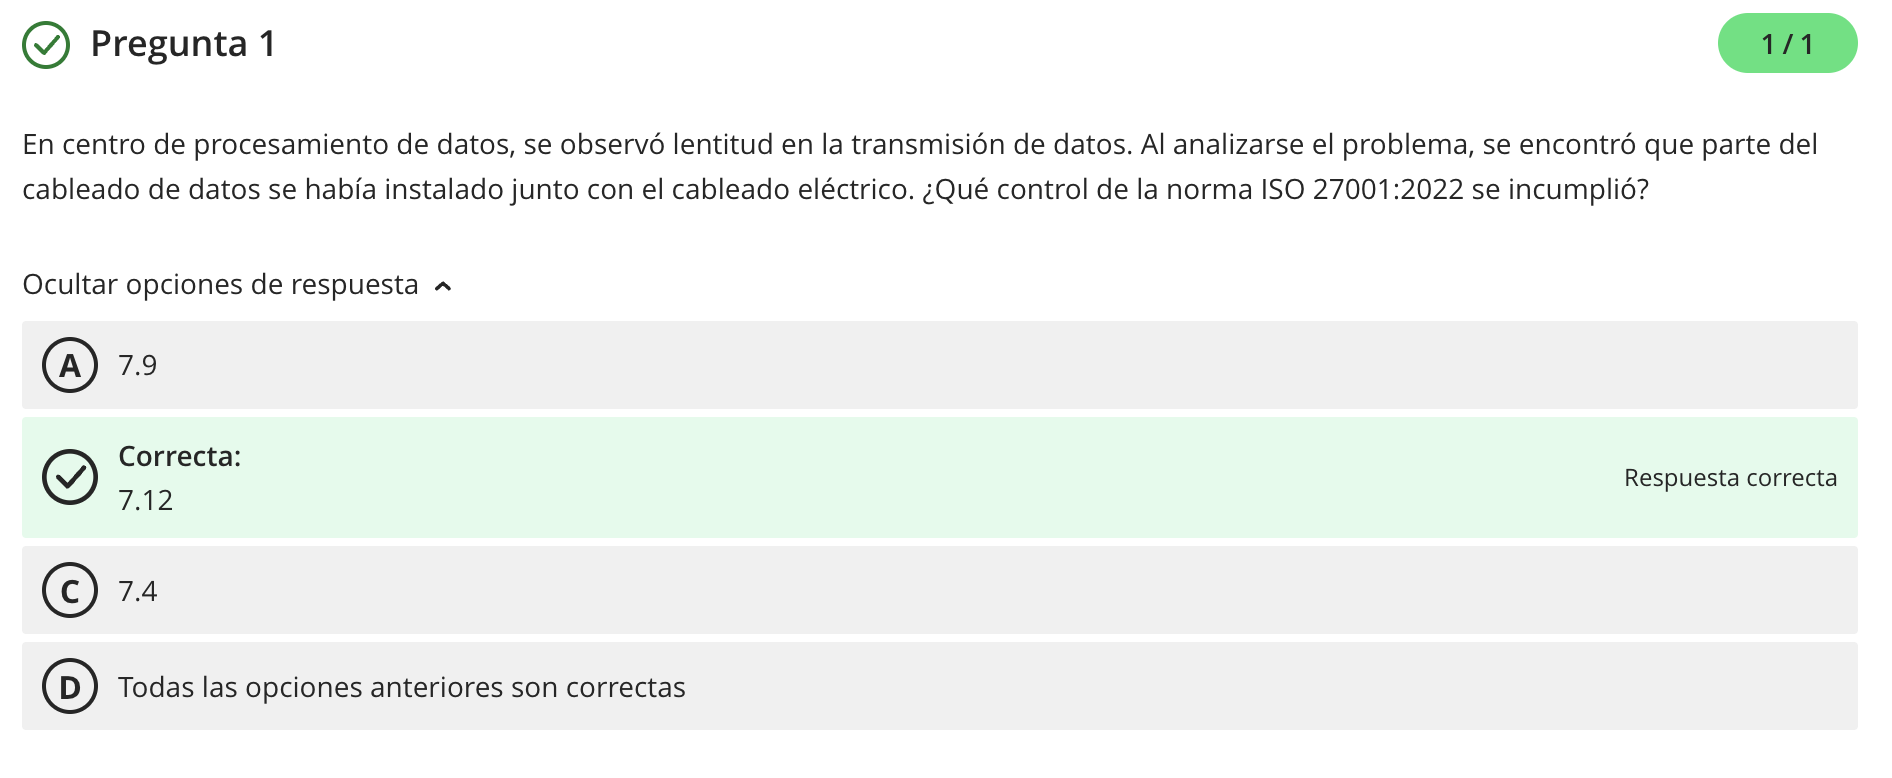 Pregunta 1
1 / 1
En centro de procesamiento de datos, se observó lentitud en la transmisión de datos. Al analizarse el problema, se encontró que parte del
cableado de datos se había instalado junto con el cableado eléctrico. ¿Qué control de la norma ISO 27001:2022 se incumplió?
Ocultar opciones de respuesta
A 7.9
Correcta:
7.12
Respuesta correcta
C 7.4
D Todas las opciones anteriores son correctas